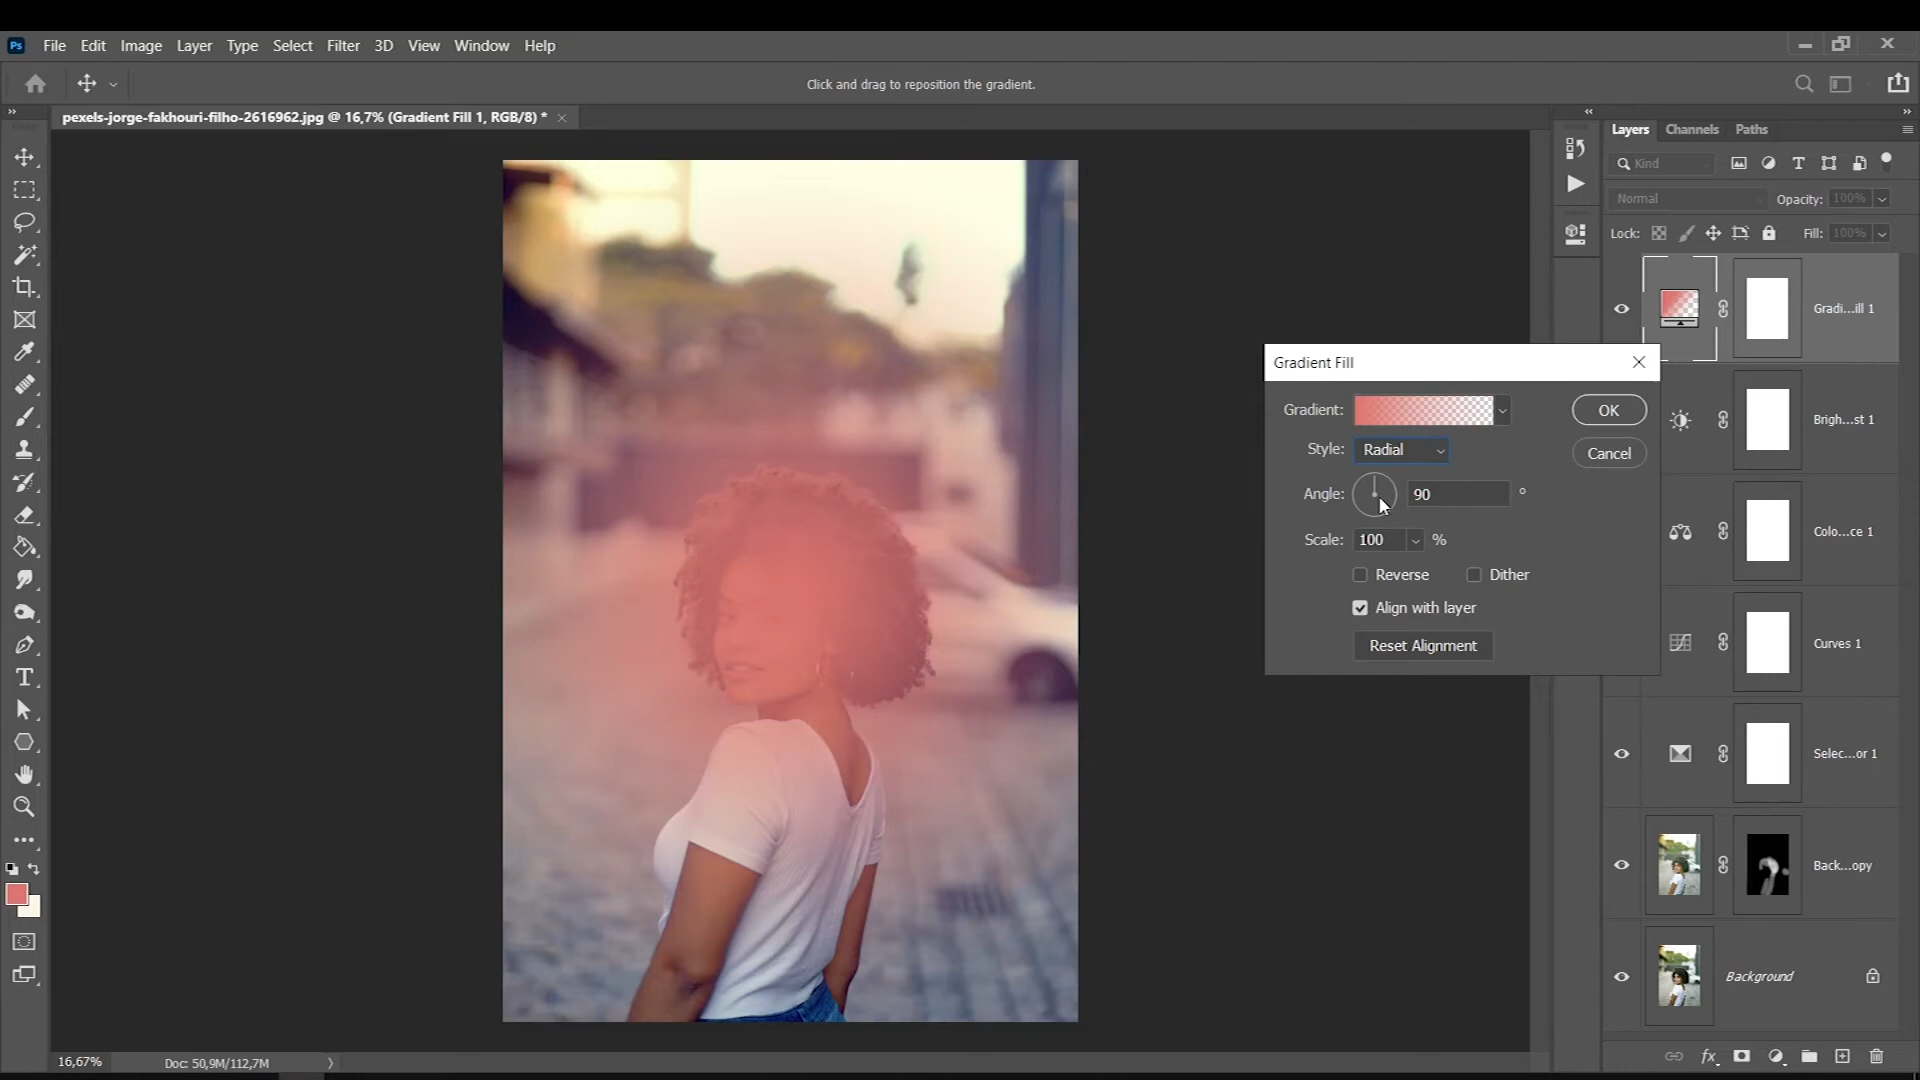 Ps File Edit Image Layer Type Select Filter 3D View Window Help
Click and drag to reposition the gradient.
pexels-jorge-fakhouri-filho-2616962.jpg @ 16,7% (Gradient Fill 1, RGB/8) *
Layers Channels Paths
Kind
Normal Opacity: 100%
Lock: Fill: 100%
Gradi...ill 1
Gradient Fill
Gradient: OK
Style: Radial
Cancel
Angle: 90 °
Scale: 100 %
Reverse Dither
Align with layer
Reset Alignment
Brigh...st 1
Colo...ce 1
Curves 1
Selec...or 1
Back...opy
Background
16,67% Doc: 50,9M/112,7M